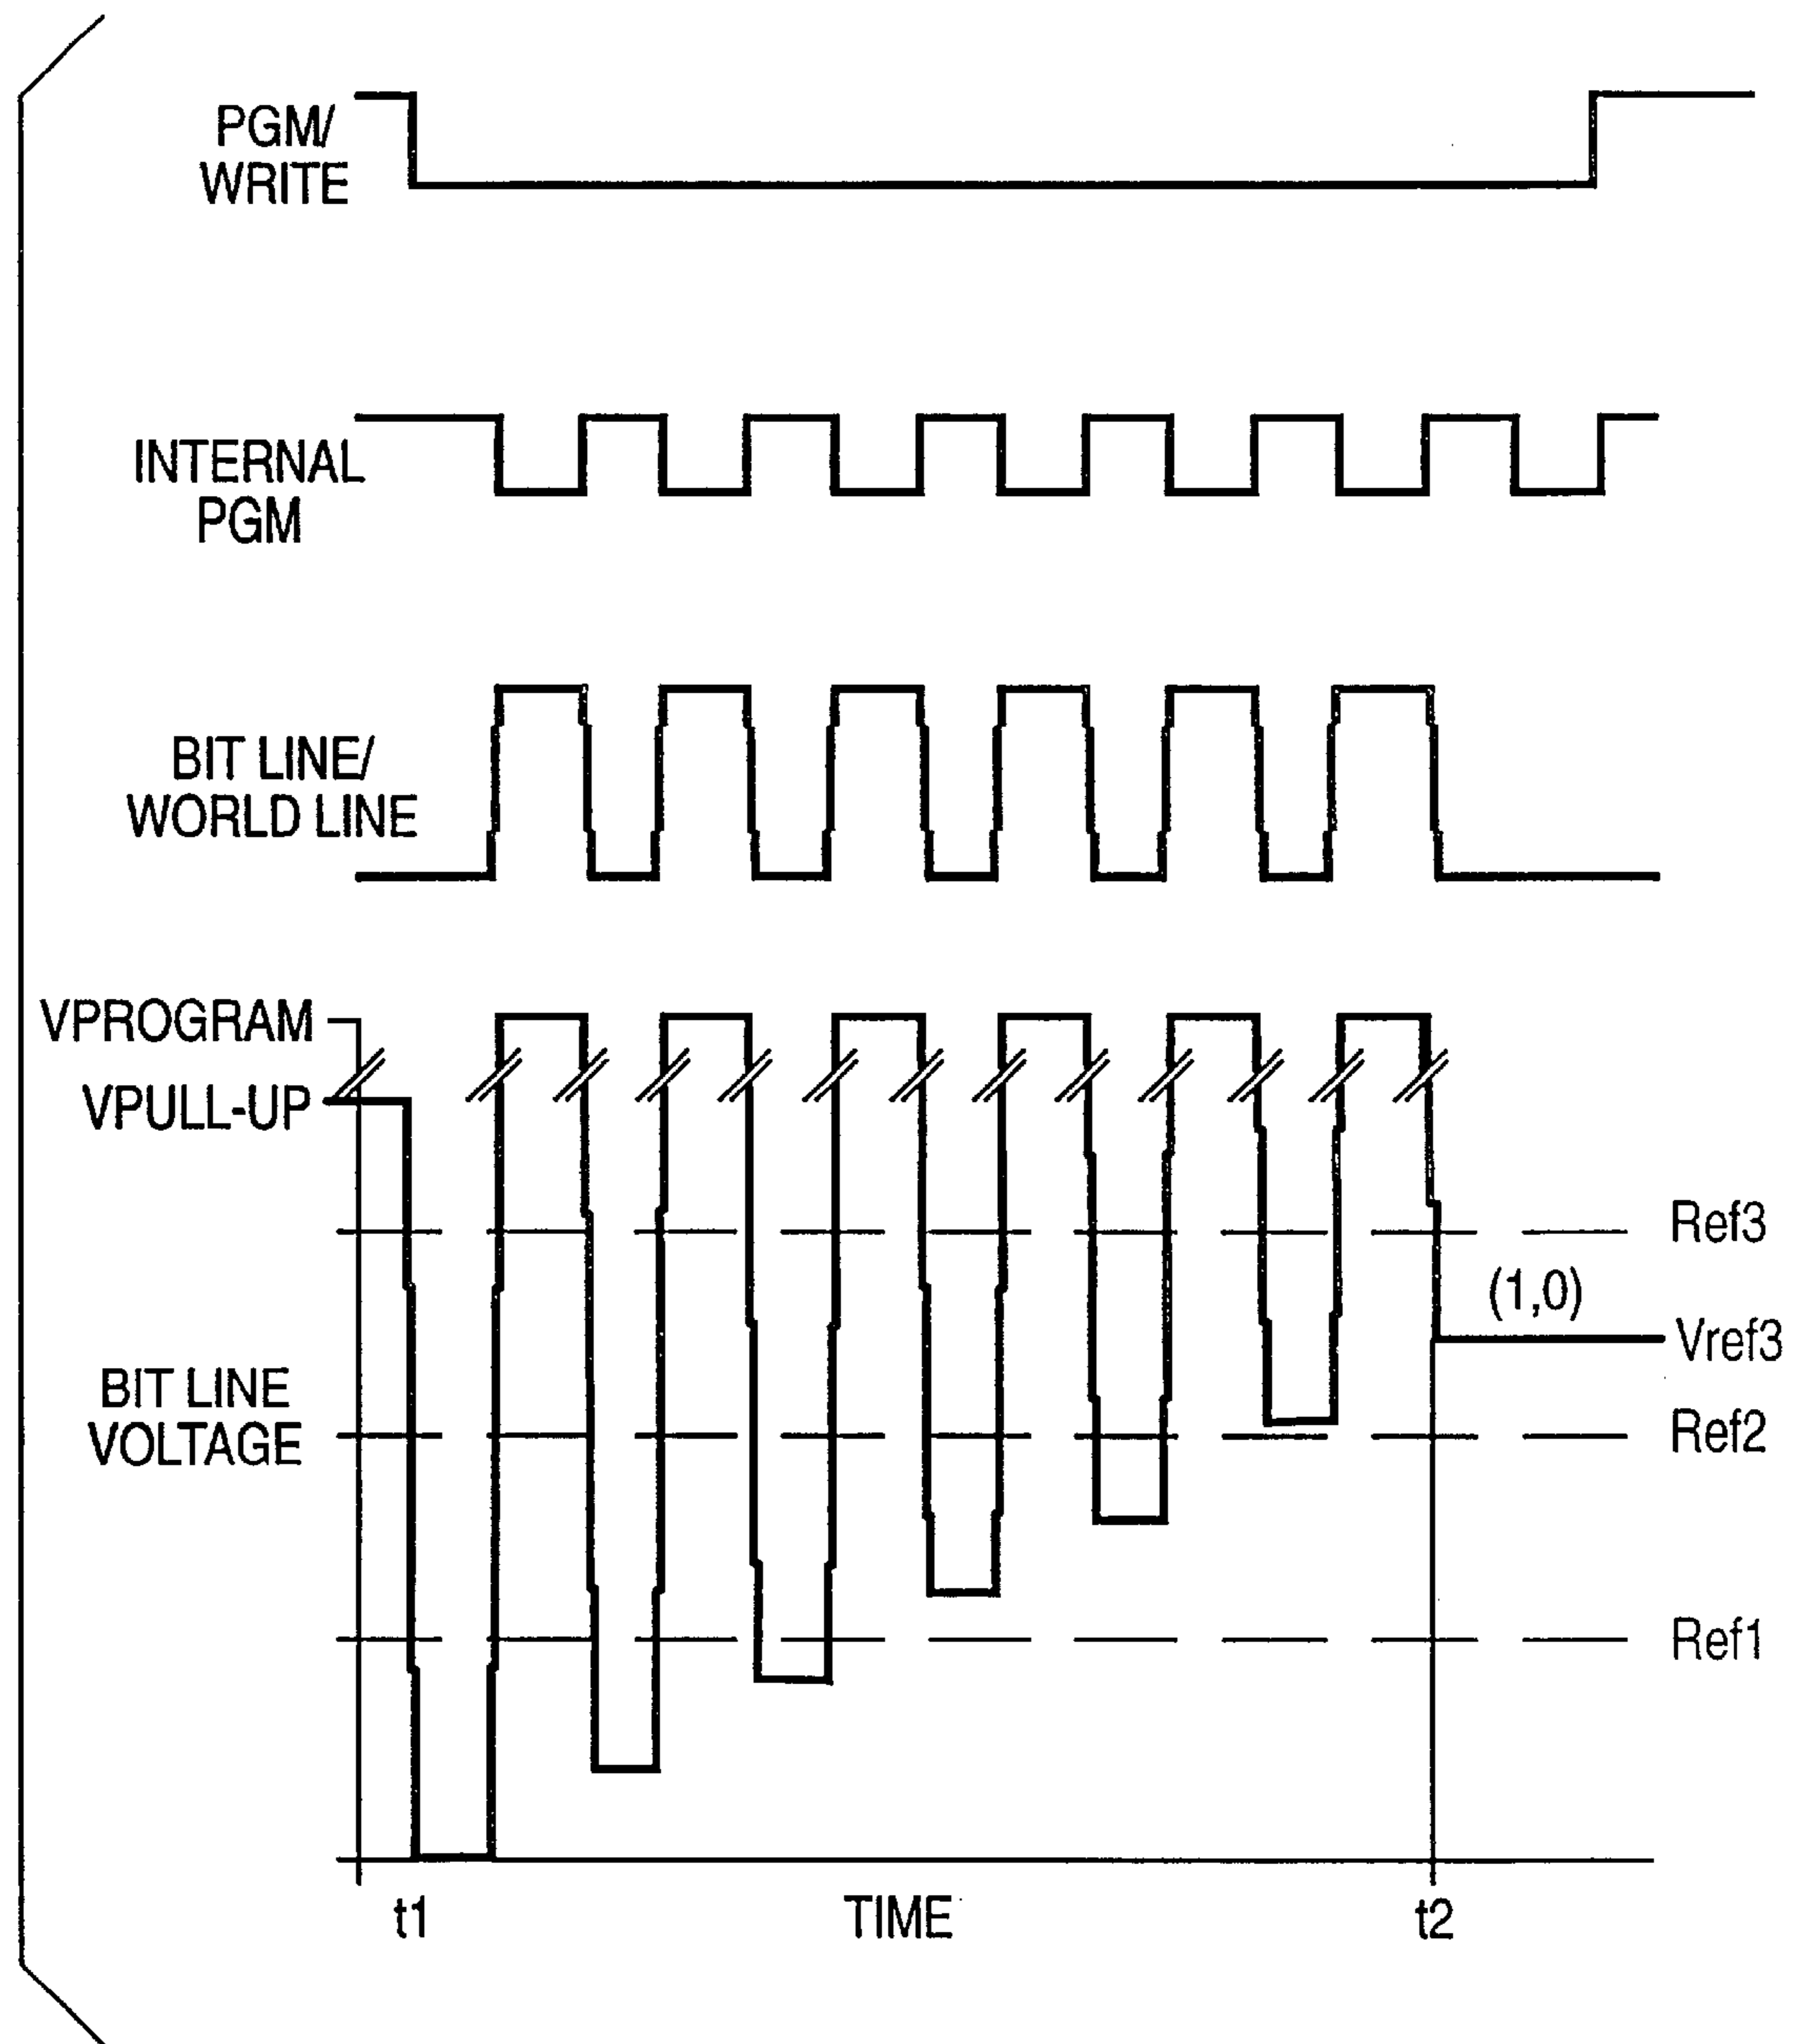 PGM/
WRITE
INTERNAL
PGM
BIT LINE/
WORLD LINE
VPROGRAM
VPULL-UP
Ref3
(1,0)
Vref3
BIT LINE
VOLTAGE
Ref2
Ref1
t1
TIME
t2